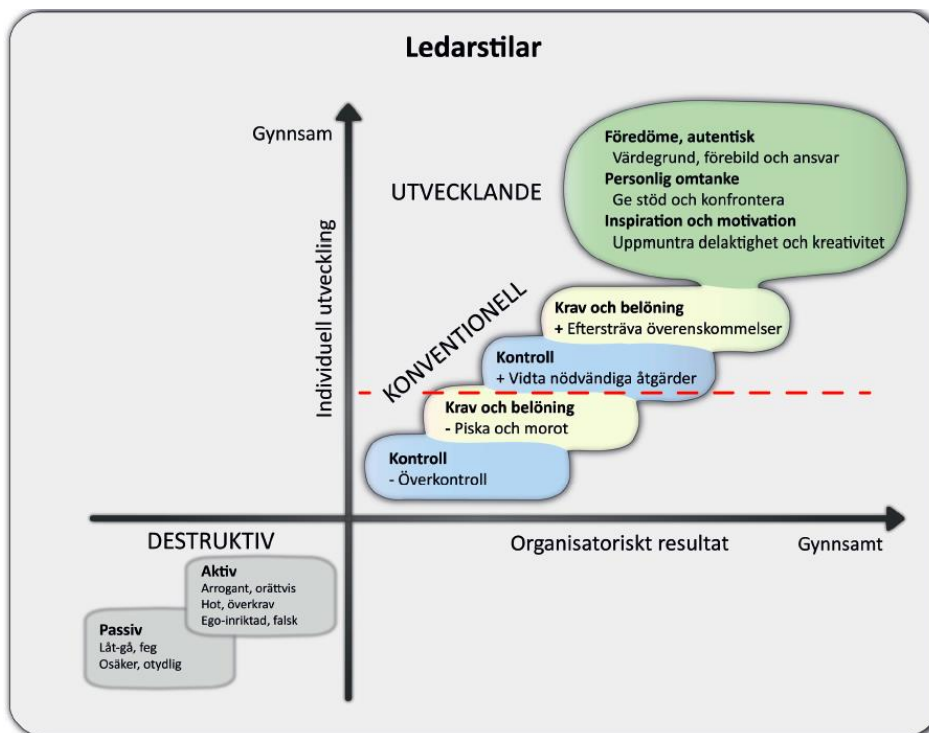 Ledarstilar
Gynnsam
Individuell utveckling
UTVECKLANDE
Föredöme, autentisk
Värdegrund, förebild och ansvar
Personlig omtanke
Ge stöd och konfrontera
Inspiration och motivation
Uppmuntra delaktighet och kreativitet
KONVENTIONELL
Krav och belöning
+ Eftersträva överenskommelser
Kontroll
+ Vidta nödvändiga åtgärder
Krav och belöning
- Piska och morot
Kontroll
- Överkontroll
DESTRUKTIV
Organisatoriskt resultat
Gynnsamt
Aktiv
Arrogant, orättvis
Hot, överkrav
Ego-inriktad, falsk
Passiv
Låt-gå, feg
Osäker, otydlig